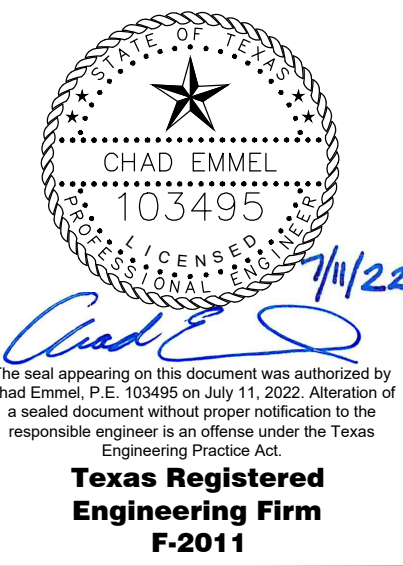 STATE OF TEXAS
CHAD EMMEL
103495
LICENSED
PROFESSIONAL ENGINEER
7/11/22
Chad E
he seal appearing on this document was authorized by
had Emmel, P.E. 103495 on July 11, 2022. Alteration of
a sealed document without proper notification to the
responsible engineer is an offense under the Texas
Engineering Practice Act.
Texas Registered
Engineering Firm
F-2011